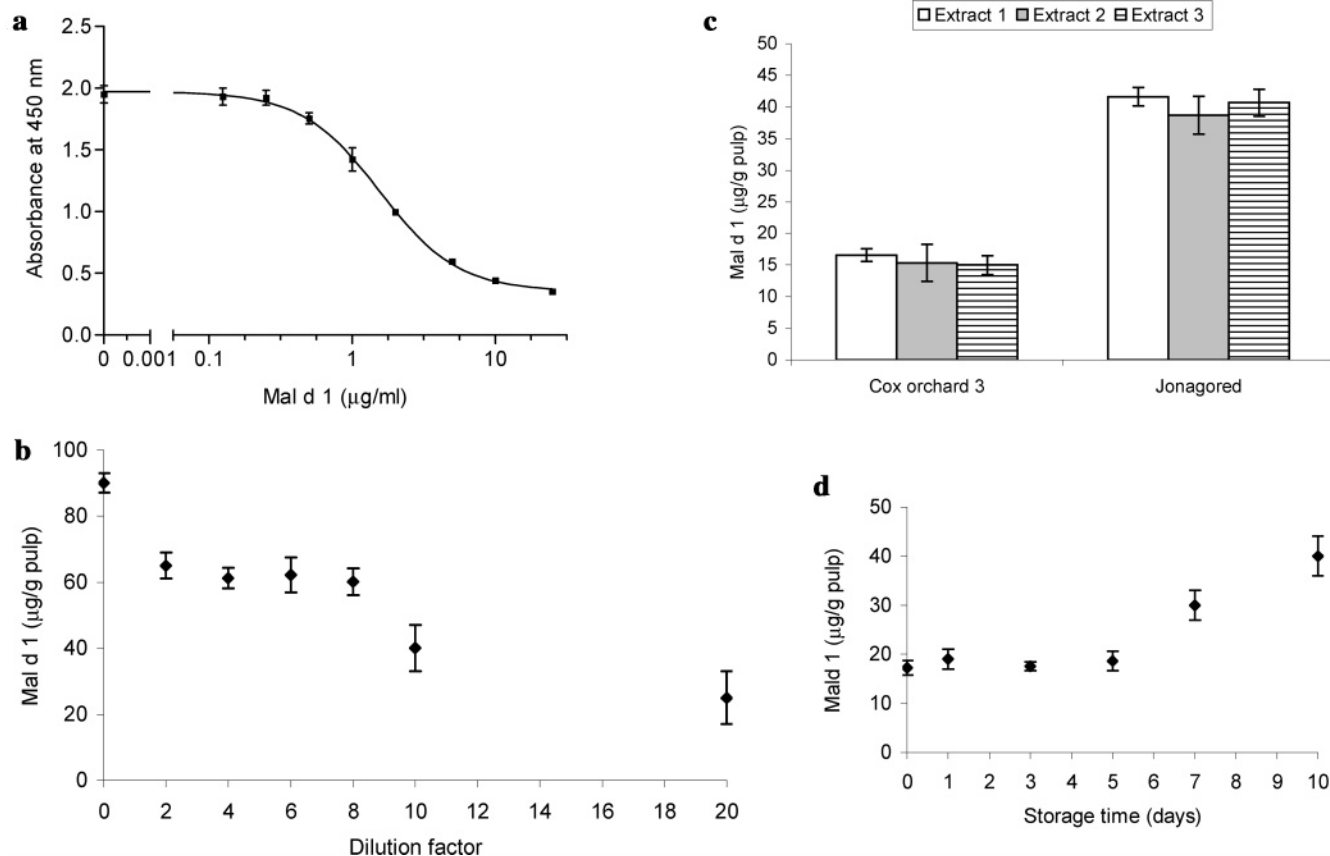 a
2.5
2.0
1.5
1.0
0.5
0.0
Absorbance at 450 nm
0 0.001 0.1 1 10
Mal d 1 (μg/ml)
b
100
80
60
40
20
0
Mal d 1 (μg/g pulp)
0 2 4 6 8 10 12 14 16 18 20
Dilution factor
c
Extract 1 Extract 2 Extract 3
50
45
40
35
30
25
20
15
10
5
0
Mal d 1 (μg/g pulp)
Cox orchard 3 Jonagored
d
50
40
30
20
10
0
Mald 1 (μg/g pulp)
0 1 2 3 4 5 6 7 8 9 10
Storage time (days)